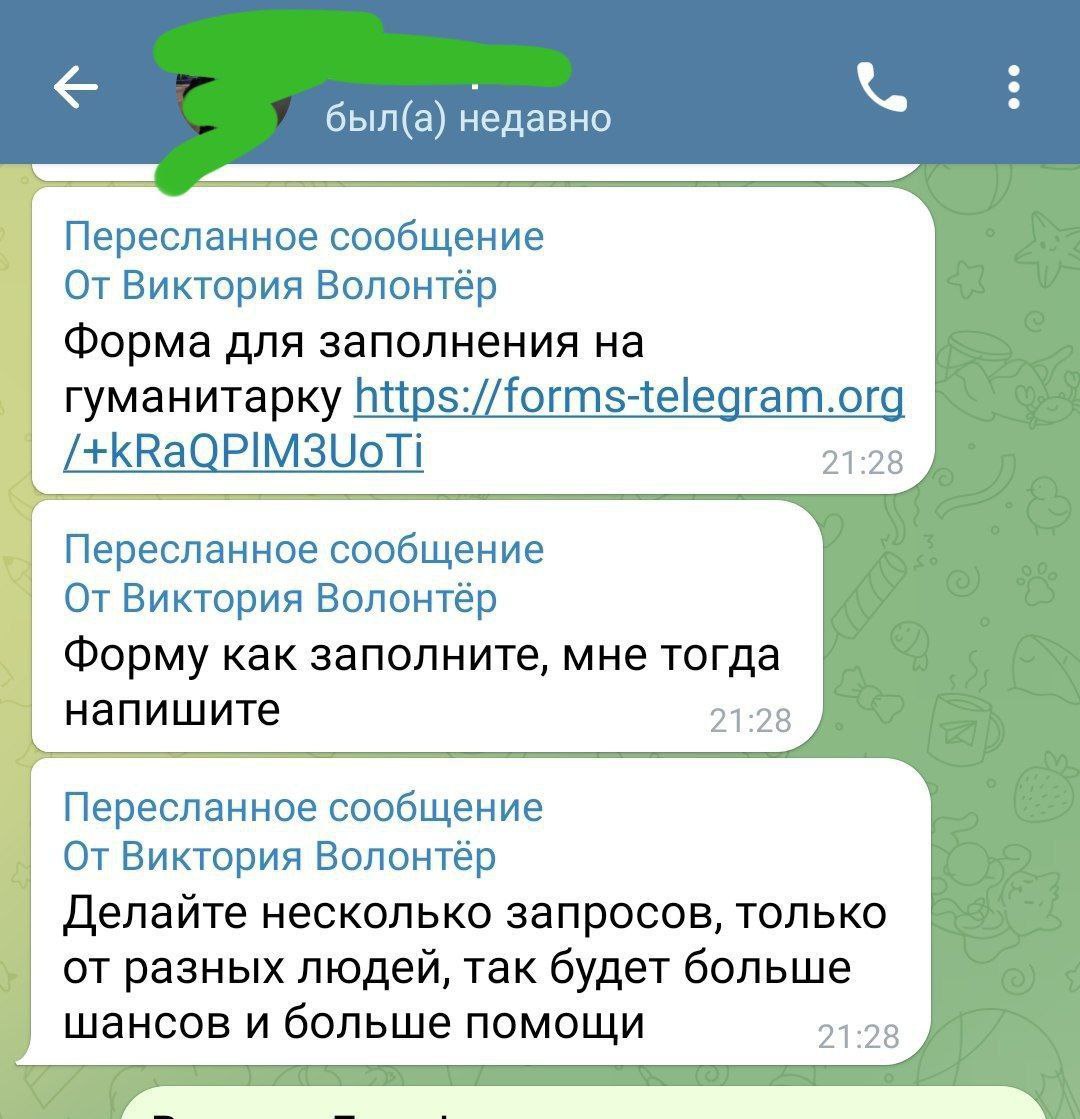 был(а) недавно
Пересланное сообщение
От Виктория Волонтёр
Форма для заполнения на
гуманитарку https://forms-telegram.org
/+kRaQPlM3UoTi
21:28
Пересланное сообщение
От Виктория Волонтёр
Форму как заполните, мне тогда
напишите
21:28
Пересланное сообщение
От Виктория Волонтёр
Делайте несколько запросов, только
от разных людей, так будет больше
шансов и больше помощи
21:28